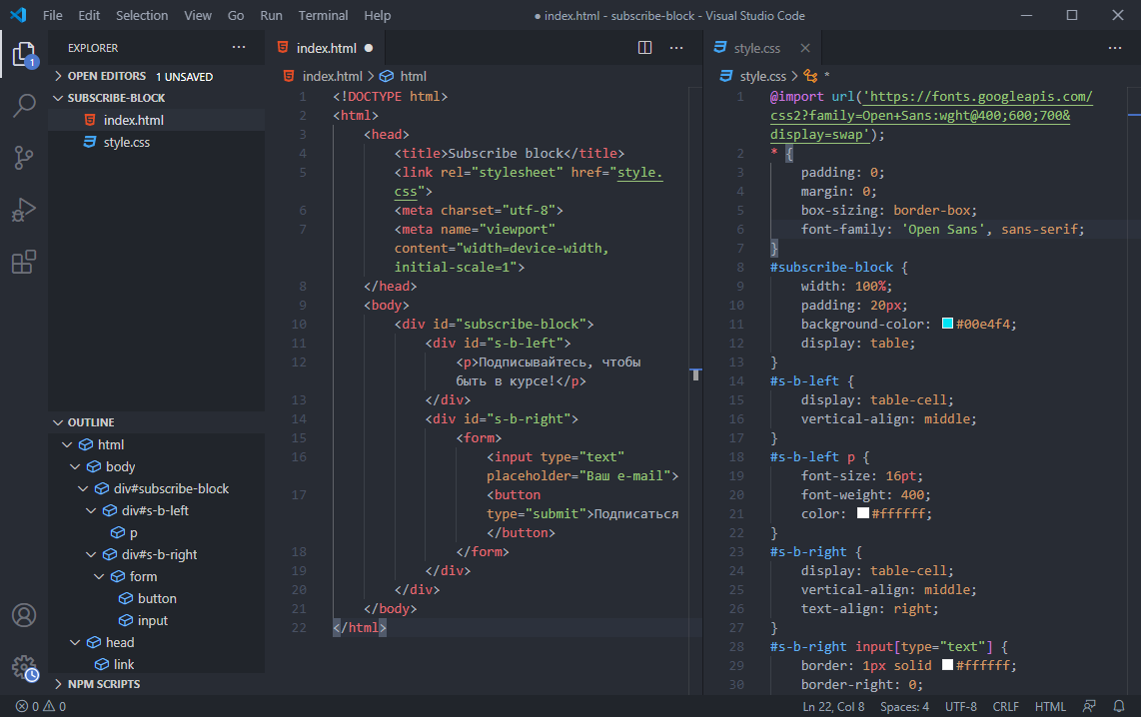 File Edit Selection View Go Run Terminal Help
● index.html - subscribe-block - Visual Studio Code
1
EXPLORER
OPEN EDITORS 1 UNSAVED
SUBSCRIBE-BLOCK
index.html
style.css
OUTLINE
html
body
div#subscribe-block
div#s-b-left
p
div#s-b-right
form
button
input
head
link
NPM SCRIPTS
index.html ●
index.html > html
1 <!DOCTYPE html>
2 <html>
3 <head>
4 <title>Subscribe block</title>
5 <link rel="stylesheet" href="style.
css">
6 <meta charset="utf-8">
7 <meta name="viewport"
content="width=device-width,
initial-scale=1">
8 </head>
9 <body>
10 <div id="subscribe-block">
11 <div id="s-b-left">
12 <p>Подписывайтесь, чтобы
быть в курсе!</p>
13 </div>
14 <div id="s-b-right">
15 <form>
16 <input type="text"
placeholder="Ваш e-mail">
17 <button
type="submit">Подписаться
</button>
18 </form>
19 </div>
20 </div>
21 </body>
22 </html>
style.css
style.css > *
1 @import url('https://fonts.googleapis.com/
css2?family=Open+Sans:wght@400;600;700&
display=swap');
2 * {
3 padding: 0;
4 margin: 0;
5 box-sizing: border-box;
6 font-family: 'Open Sans', sans-serif;
7 }
8 #subscribe-block {
9 width: 100%;
10 padding: 20px;
11 background-color: #00e4f4;
12 display: table;
13 }
14 #s-b-left {
15 display: table-cell;
16 vertical-align: middle;
17 }
18 #s-b-left p {
19 font-size: 16pt;
20 font-weight: 400;
21 color: #ffffff;
22 }
23 #s-b-right {
24 display: table-cell;
25 vertical-align: middle;
26 text-align: right;
27 }
28 #s-b-right input[type="text"] {
29 border: 1px solid #ffffff;
30 border-right: 0;
0 0
Ln 22, Col 8 Spaces: 4 UTF-8 CRLF HTML